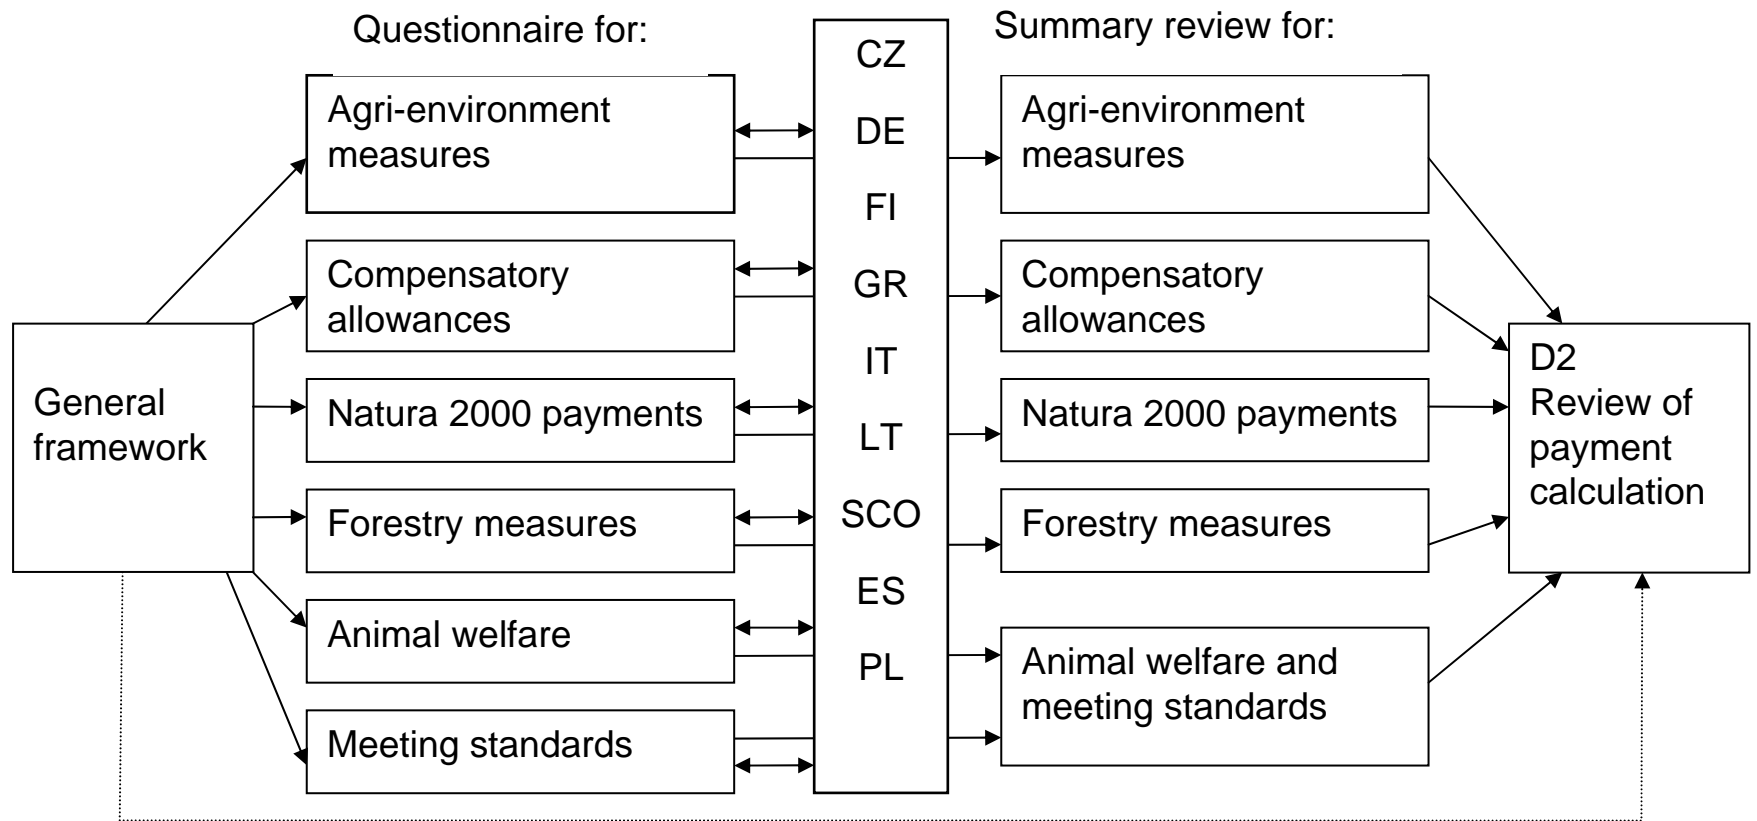 Questionnaire for:
Summary review for:
General
framework
Agri-environment
measures
Compensatory
allowances
Natura 2000 payments
Forestry measures
Animal welfare
Meeting standards
CZ
DE
FI
GR
IT
LT
SCO
ES
PL
Agri-environment
measures
Compensatory
allowances
Natura 2000 payments
Forestry measures
Animal welfare and
meeting standards
D2
Review of
payment
calculation